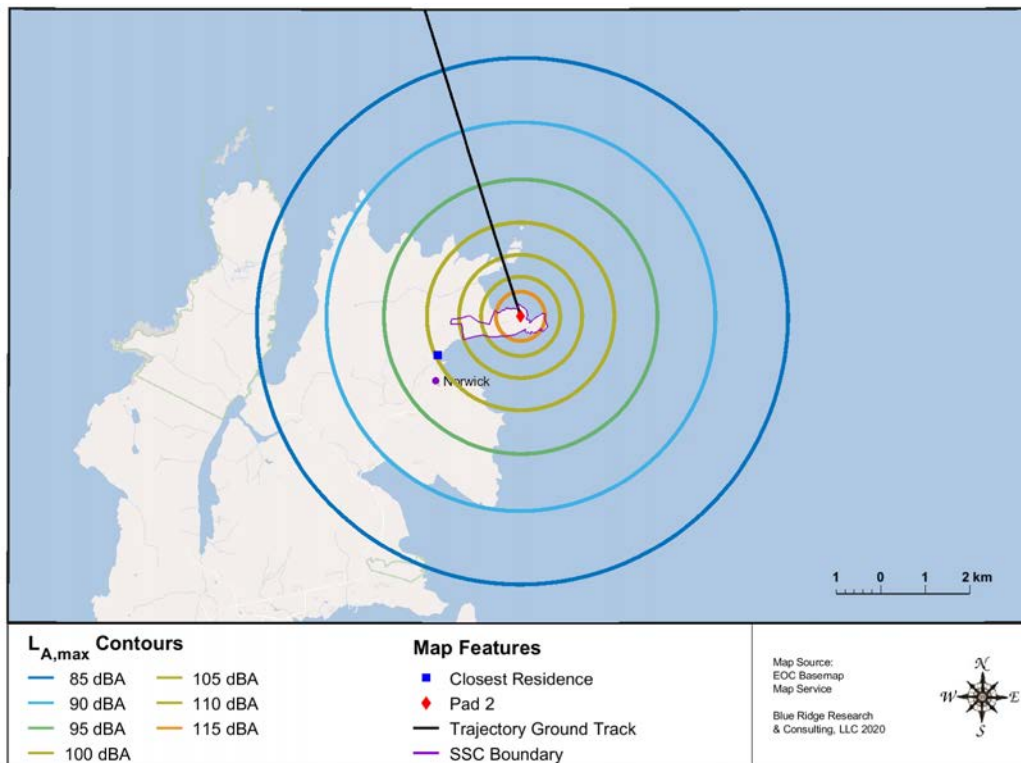 Norwick
1 0 1 2 km
L_A,max Contours
85 dBA
90 dBA
95 dBA
100 dBA
105 dBA
110 dBA
115 dBA
Map Features
Closest Residence
Pad 2
Trajectory Ground Track
SSC Boundary
Map Source:
EOC Basemap
Map Service
Blue Ridge Research
& Consulting, LLC 2020
N
W E
S